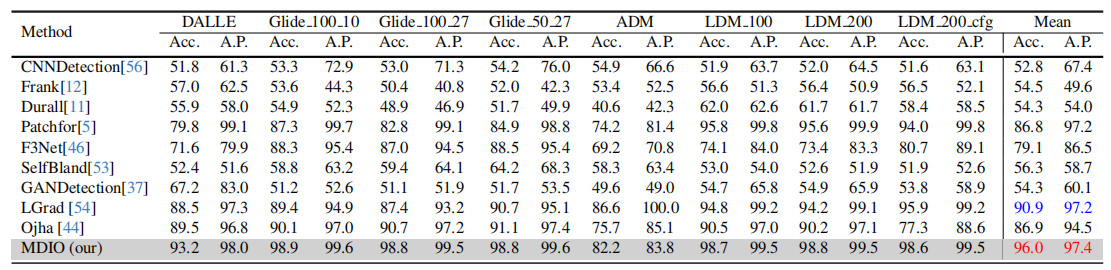 Method DALLE Glide_100_10 Glide_100_27 Glide_50_27 ADM LDM_100 LDM_200 LDM_200_cfg Mean
Acc. A.P. Acc. A.P. Acc. A.P. Acc. A.P. Acc. A.P. Acc. A.P. Acc. A.P. Acc. A.P. Acc. A.P.
CNNDetection[56] 51.8 61.3 53.3 72.9 53.0 71.3 54.2 76.0 54.9 66.6 51.9 63.7 52.0 64.5 51.6 63.1 52.8 67.4
Frank[12] 57.0 62.5 53.6 44.3 50.4 40.8 52.0 42.3 53.4 52.5 56.6 51.3 56.4 50.9 56.5 52.1 54.5 49.6
Durall[11] 55.9 58.0 54.9 52.3 48.9 46.9 51.7 49.9 40.6 42.3 62.0 62.6 61.7 61.7 58.4 58.5 54.3 54.0
Patchfor[5] 79.8 99.1 87.3 99.7 82.8 99.1 84.9 98.8 74.2 81.4 95.8 99.8 95.6 99.9 94.0 99.8 86.8 97.2
F3Net[46] 71.6 79.9 88.3 95.4 87.0 94.5 88.5 95.4 69.2 70.8 74.1 84.0 73.4 83.3 80.7 89.1 79.1 86.5
SelfBland[53] 52.4 51.6 58.8 63.2 59.4 64.1 64.2 68.3 58.3 63.4 53.0 54.0 52.6 51.9 51.9 52.6 56.3 58.7
GANDetection[37] 67.2 83.0 51.2 52.6 51.1 51.9 51.7 53.5 49.6 49.0 54.7 65.8 54.9 65.9 53.8 58.9 54.3 60.1
LGrad [54] 88.5 97.3 89.4 94.9 87.4 93.2 90.7 95.1 86.6 100.0 94.8 99.2 94.2 99.1 95.9 99.2 90.9 97.2
Ojha [44] 89.5 96.8 90.1 97.0 90.7 97.2 91.1 97.4 75.7 85.1 90.5 97.0 90.2 97.1 77.3 88.6 86.9 94.5
MDIO (our) 93.2 98.0 98.9 99.6 98.8 99.5 98.8 99.6 82.2 83.8 98.7 99.5 98.8 99.5 98.6 99.5 96.0 97.4